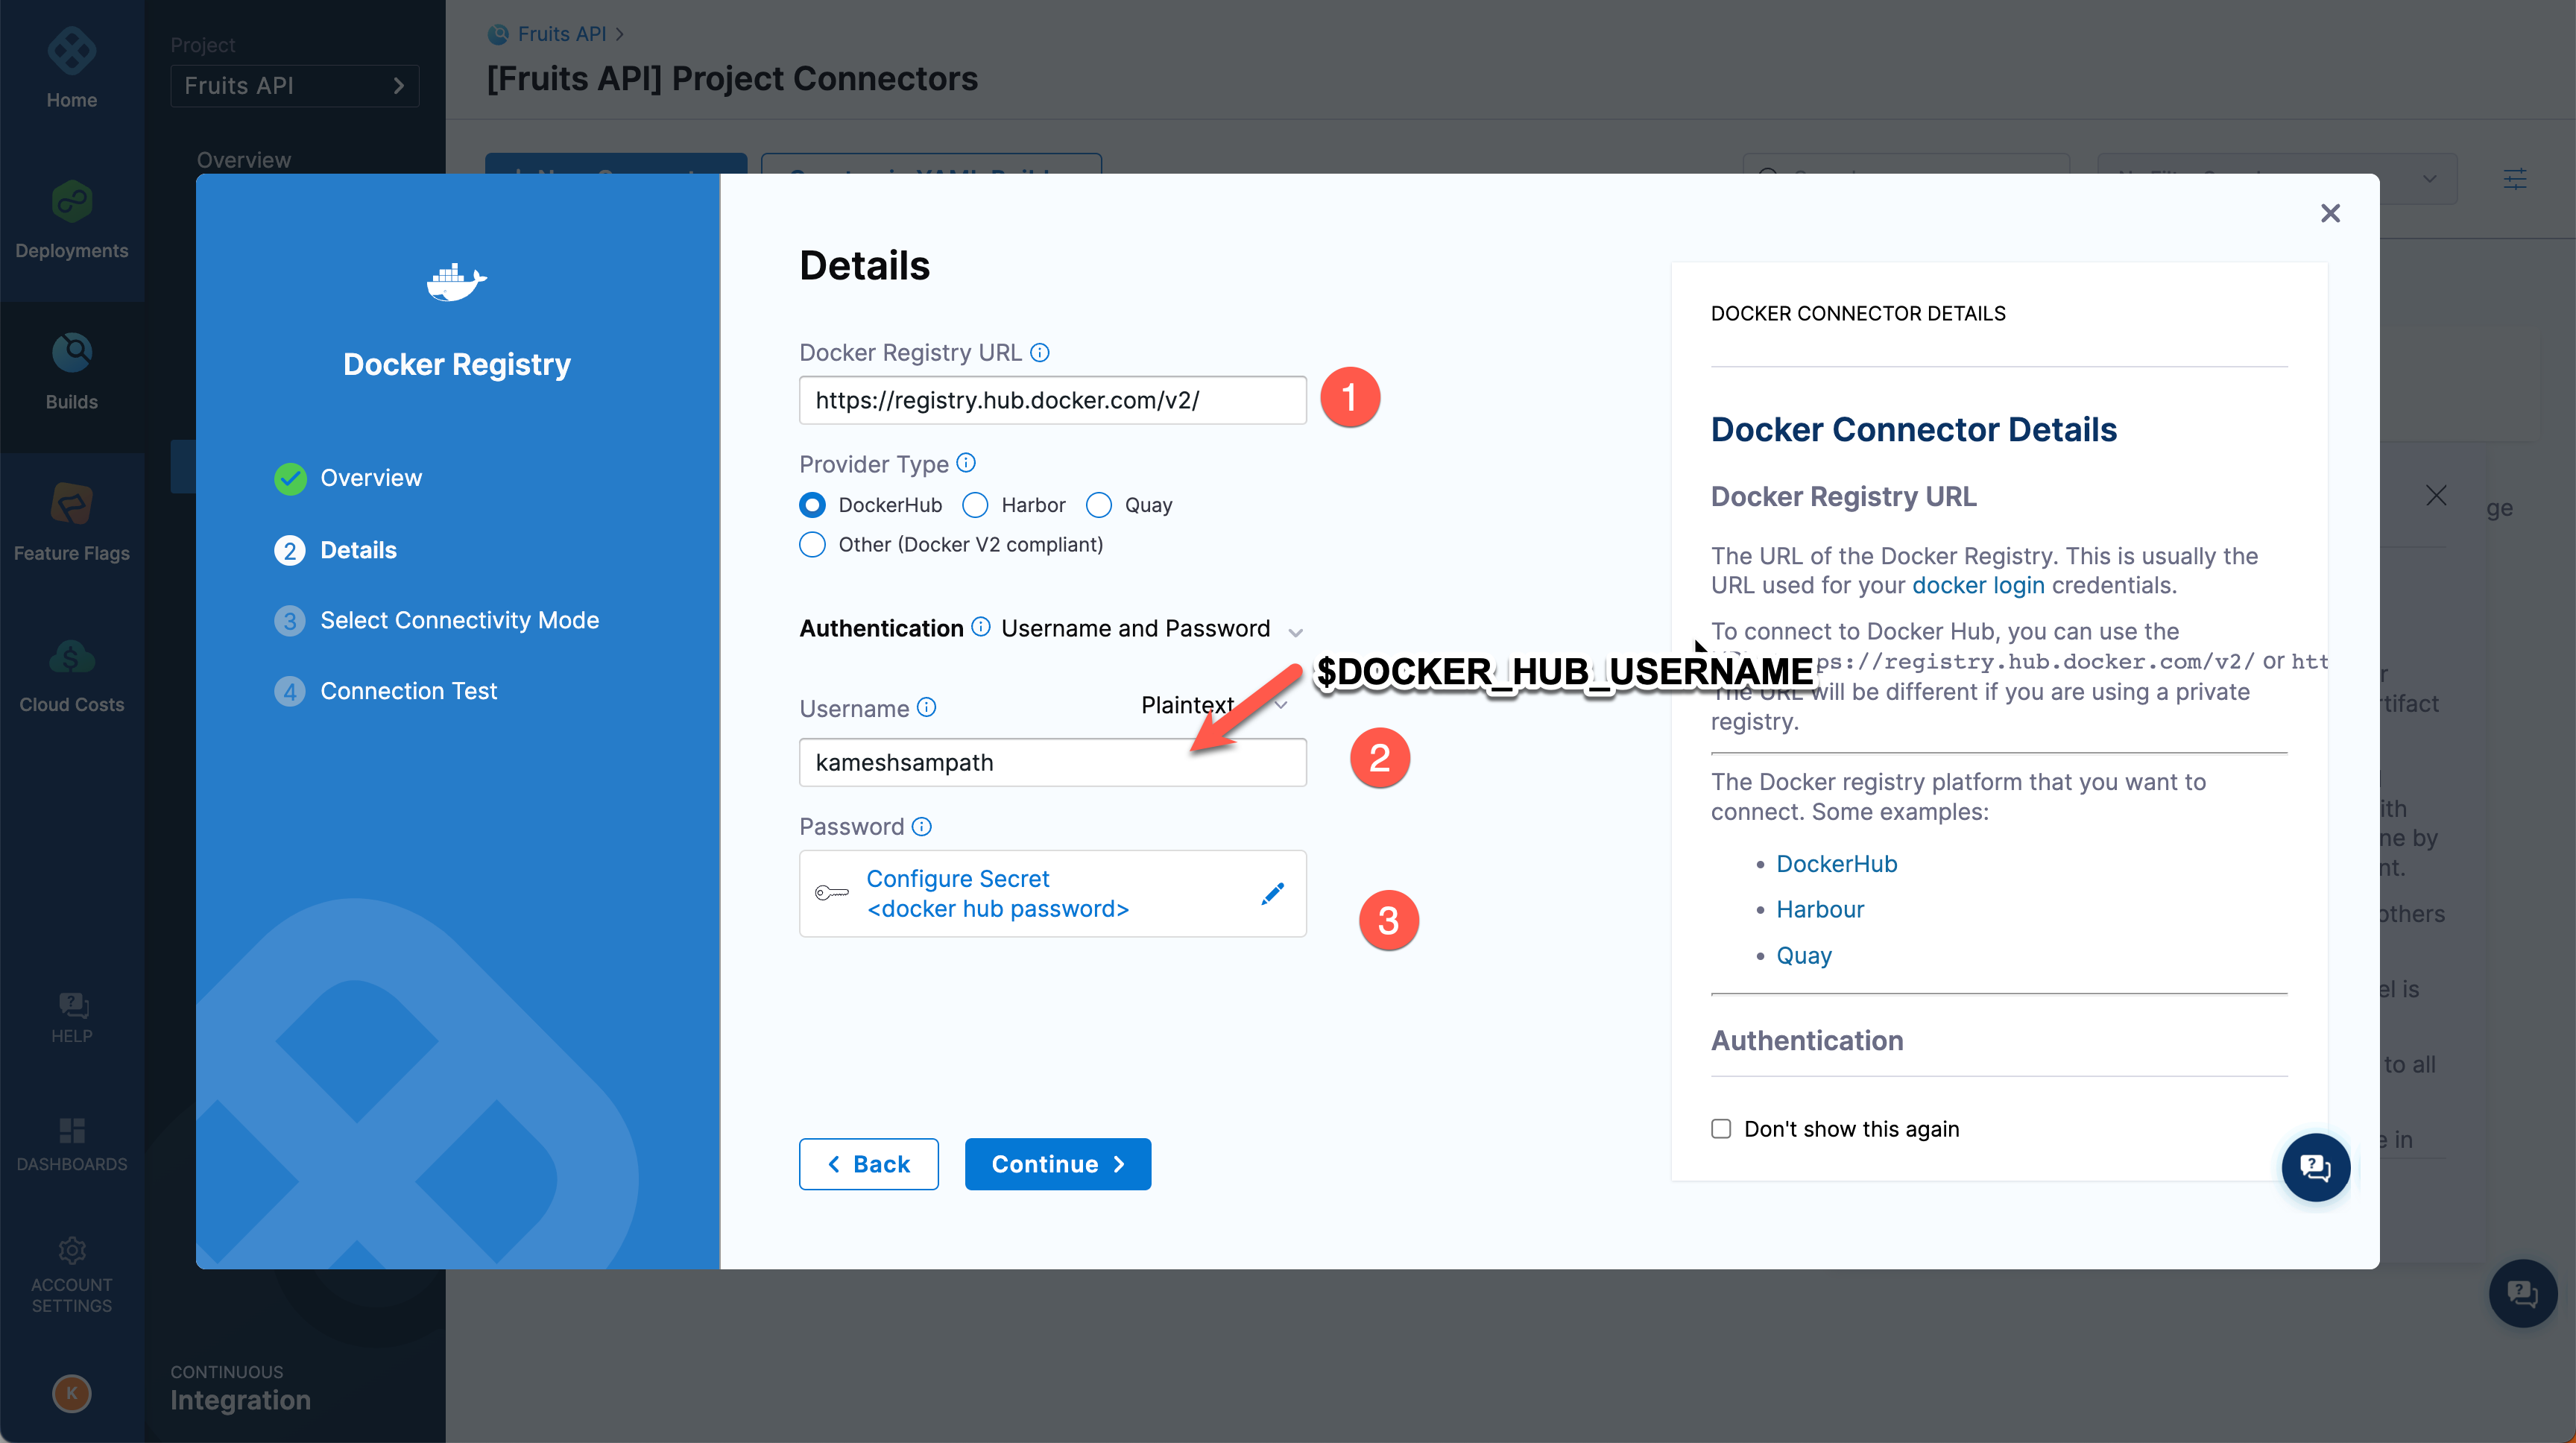 Home
Deployments
Builds
Feature Flags
Cloud Costs
HELP
DASHBOARDS
ACCOUNT
SETTINGS
K
Project
Fruits API
Overview
CONTINUOUS
Integration
Fruits API
[Fruits API] Project Connectors
Docker Registry
Overview
2 Details
3 Select Connectivity Mode
4 Connection Test
Details
Docker Registry URL
https://registry.hub.docker.com/v2/
1
Provider Type
DockerHub Harbor Quay
Other (Docker V2 compliant)
Authentication Username and Password
$DOCKER_HUB_USERNAME
Username Plaintext
kameshsampath
2
Password
Configure Secret
<docker hub password>
3
Back Continue
DOCKER CONNECTOR DETAILS
Docker Connector Details
Docker Registry URL
The URL of the Docker Registry. This is usually the
URL used for your docker login credentials.
To connect to Docker Hub, you can use the
ps://registry.hub.docker.com/v2/ or htt
The URL will be different if you are using a private
registry.
The Docker registry platform that you want to
connect. Some examples:
• DockerHub
• Harbour
• Quay
Authentication
Don't show this again
ge
tifact
ith
ne by
nt.
others
el is
to all
e in